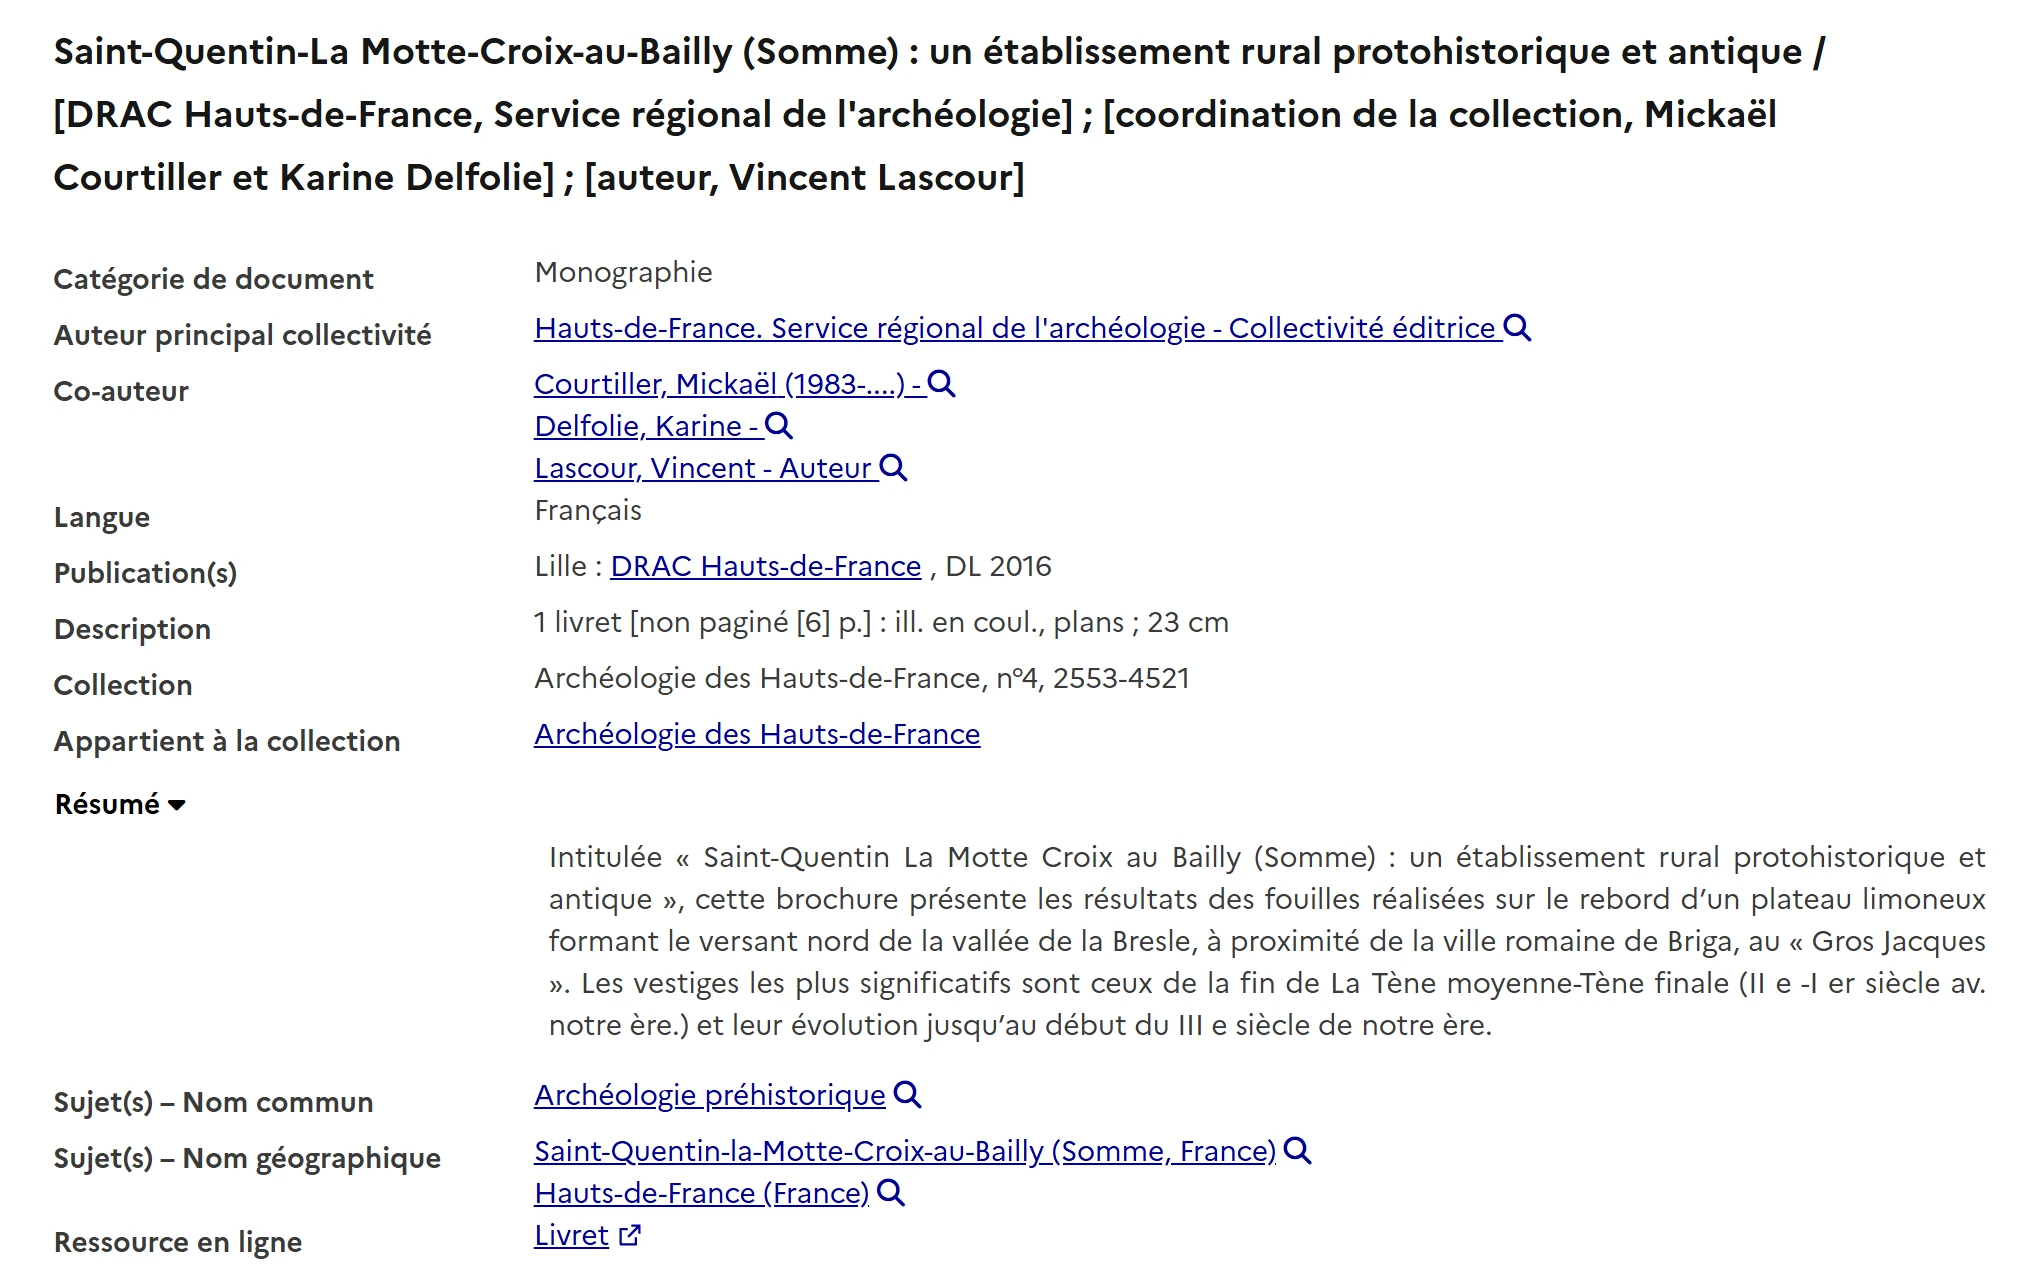 Saint-Quentin-La Motte-Croix-au-Bailly (Somme) : un établissement rural protohistorique et antique /
[DRAC Hauts-de-France, Service régional de l'archéologie] ; [coordination de la collection, Mickaël
Courtiller et Karine Delfolie] ; [auteur, Vincent Lascour]
Catégorie de document Monographie
Auteur principal collectivité Hauts-de-France. Service régional de l'archéologie - Collectivité éditrice
Co-auteur Courtiller, Mickaël (1983-....) -
Delfolie, Karine -
Lascour, Vincent - Auteur
Langue Français
Publication(s) Lille : DRAC Hauts-de-France , DL 2016
Description 1 livret [non paginé [6] p.] : ill. en coul., plans ; 23 cm
Collection Archéologie des Hauts-de-France, n°4, 2553-4521
Appartient à la collection Archéologie des Hauts-de-France
Résumé
Intitulée « Saint-Quentin La Motte Croix au Bailly (Somme) : un établissement rural protohistorique et
antique », cette brochure présente les résultats des fouilles réalisées sur le rebord d’un plateau limoneux
formant le versant nord de la vallée de la Bresle, à proximité de la ville romaine de Briga, au « Gros Jacques
». Les vestiges les plus significatifs sont ceux de la fin de La Tène moyenne-Tène finale (II e -I er siècle av.
notre ère.) et leur évolution jusqu’au début du III e siècle de notre ère.
Sujet(s) – Nom commun Archéologie préhistorique
Sujet(s) – Nom géographique Saint-Quentin-la-Motte-Croix-au-Bailly (Somme, France)
Hauts-de-France (France)
Ressource en ligne Livret